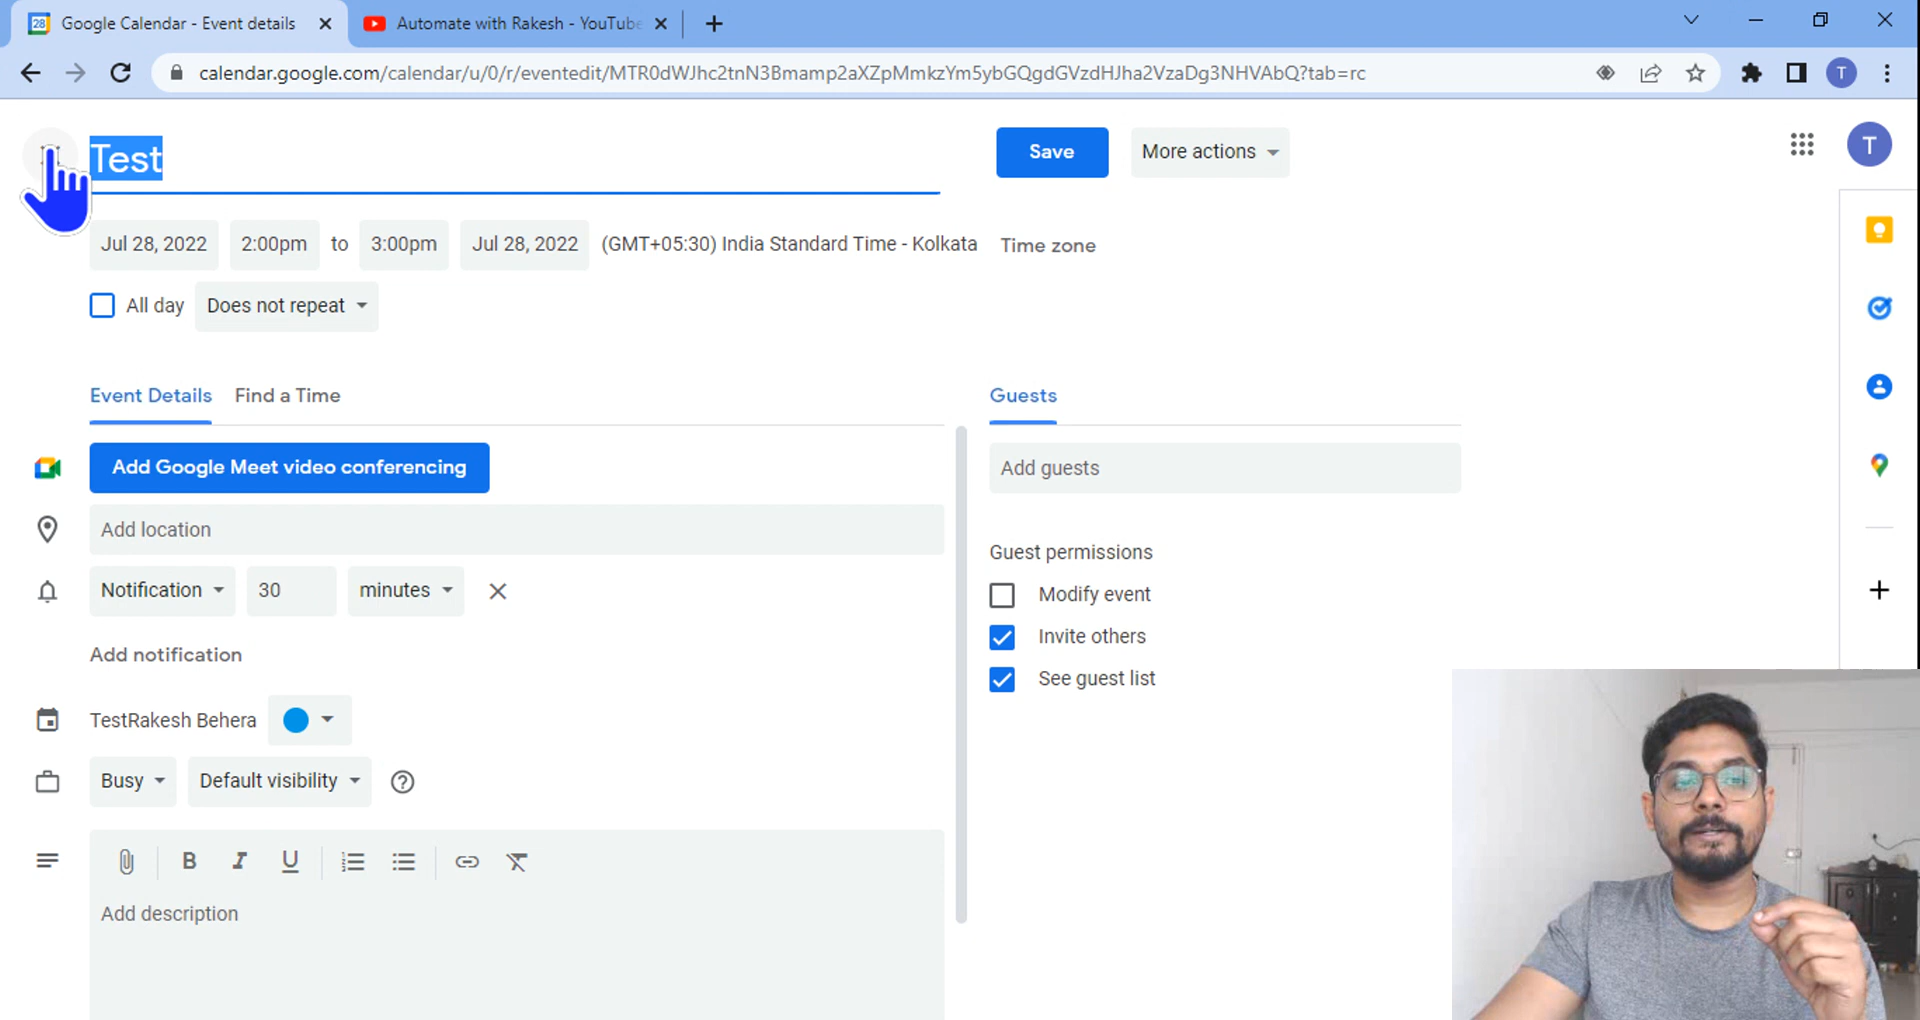 28 Google Calendar - Event details
Automate with Rakesh - YouTube
calendar.google.com/calendar/u/0/r/eventedit/MTR0dWJhc2tnN3Bmamp2aXZpMmkzYm5ybGQgdGVzdHJha2VzaDg3NHVAbQ?tab=rc
T
Test
Save
More actions
T
Jul 28, 2022
2:00pm
to
3:00pm
Jul 28, 2022
(GMT+05:30) India Standard Time - Kolkata
Time zone
All day
Does not repeat
Event Details
Find a Time
Guests
Add Google Meet video conferencing
Add guests
Add location
Guest permissions
Notification
30
minutes
Modify event
Invite others
Add notification
See guest list
TestRakesh Behera
Busy
Default visibility
B I U
Add description